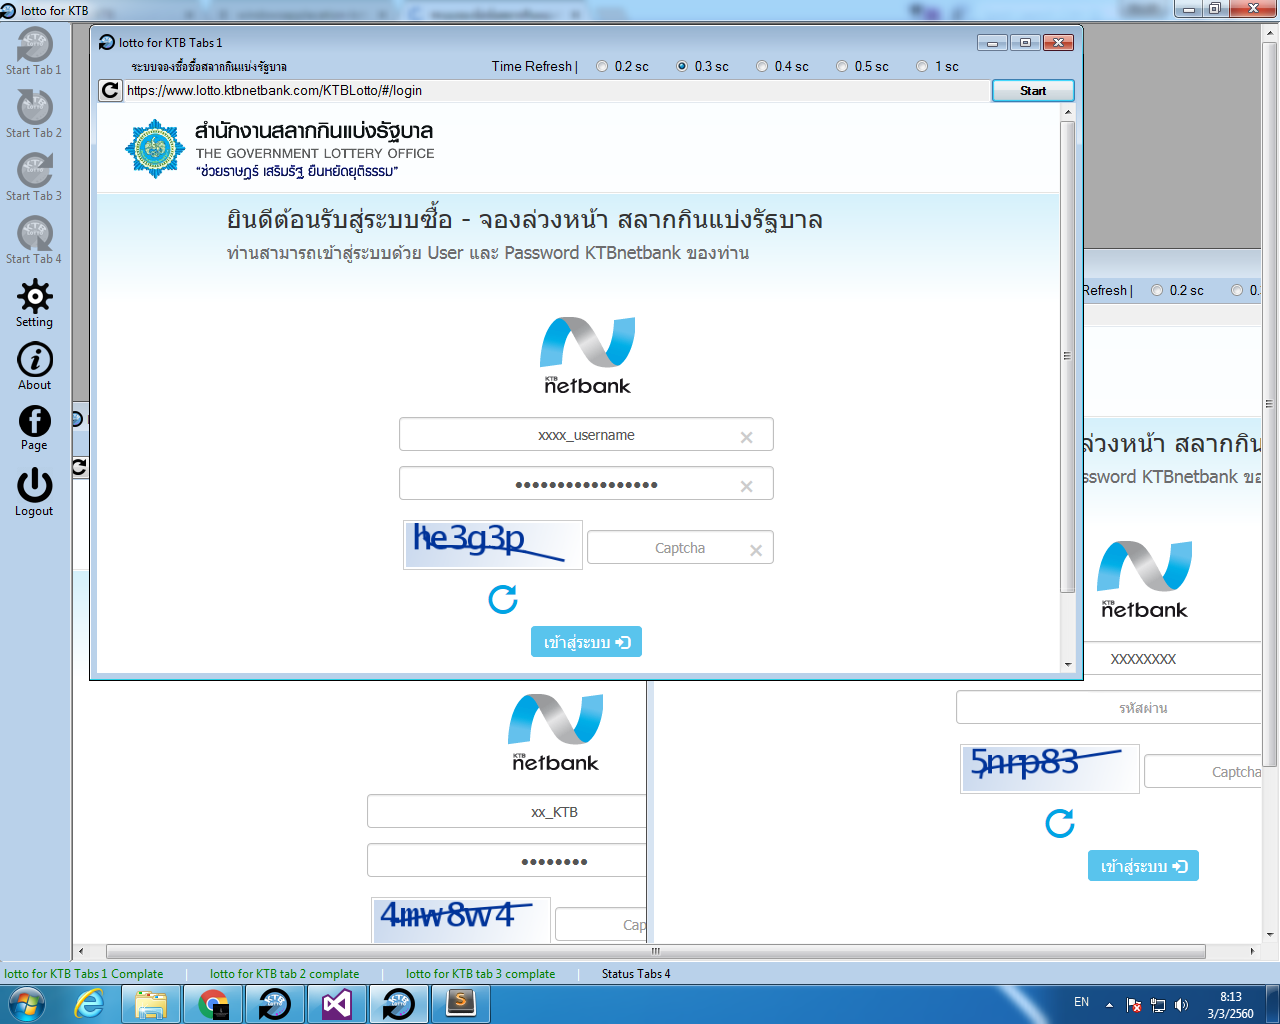 lotto for KTB
Start Tab 1
Start Tab 2
Start Tab 3
Start Tab 4
Setting
About
Page
Logout
lotto for KTB Tabs 1
ระบบจองซื้อซื้อสลากกินแบ่งรัฐบาล
Time Refresh | 0.2 sc 0.3 sc 0.4 sc 0.5 sc 1 sc
https://www.lotto.ktbnetbank.com/KTBLotto/#/login
Start
สำนักงานสลากกินแบ่งรัฐบาล
THE GOVERNMENT LOTTERY OFFICE
"ช่วยราษฎร์ เสริมรัฐ ยืนหยัดยุติธรรม"
ยินดีต้อนรับสู่ระบบซื้อ - จองล่วงหน้า สลากกินแบ่งรัฐบาล
ท่านสามารถเข้าสู่ระบบด้วย User และ Password KTBnetbank ของท่าน
KTB
netbank
xxxx_username
he3g3p
Captcha
เข้าสู่ระบบ
Refresh | 0.2 sc 0.
ล่วงหน้า สลากกิน
ssword KTBnetbank ของ
KTB
netbank
XXXXXXXX
รหัสผ่าน
5nrp83
Captcha
เข้าสู่ระบบ
KTB
netbank
xx_KTB
4mw8w4
Cap
lotto for KTB Tabs 1 Complate
lotto for KTB tab 2 complate
lotto for KTB tab 3 complate
Status Tabs 4
EN
8:13
3/3/2560